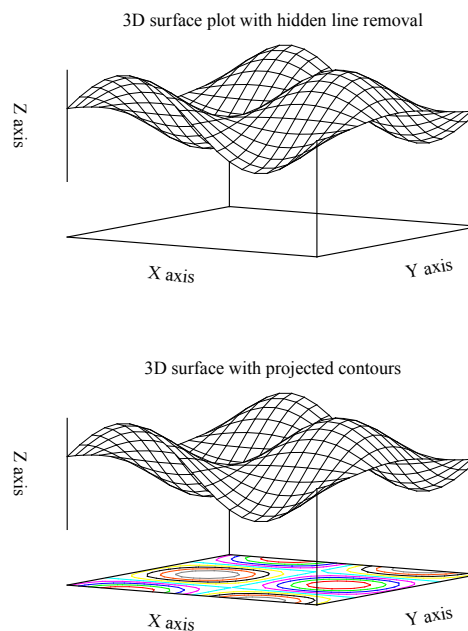 3D surface plot with hidden line removal
Z axis
X axis
Y axis
3D surface with projected contours
Z axis
X axis
Y axis